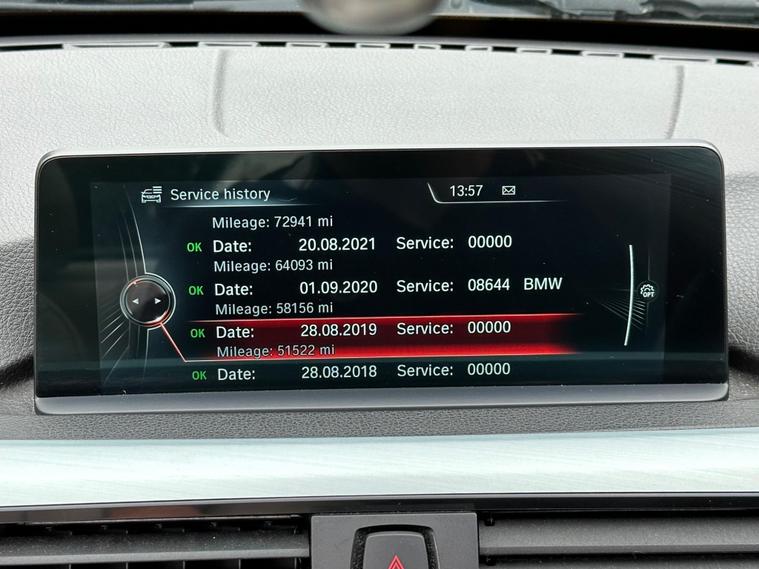 Service history 13:57
Mileage: 72941 mi
OK Date: 20.08.2021 Service: 00000
Mileage: 64093 mi
OK Date: 01.09.2020 Service: 08644 BMW
Mileage: 58156 mi
OK Date: 28.08.2019 Service: 00000
Mileage: 51522 mi
OK Date: 28.08.2018 Service: 00000
OPT